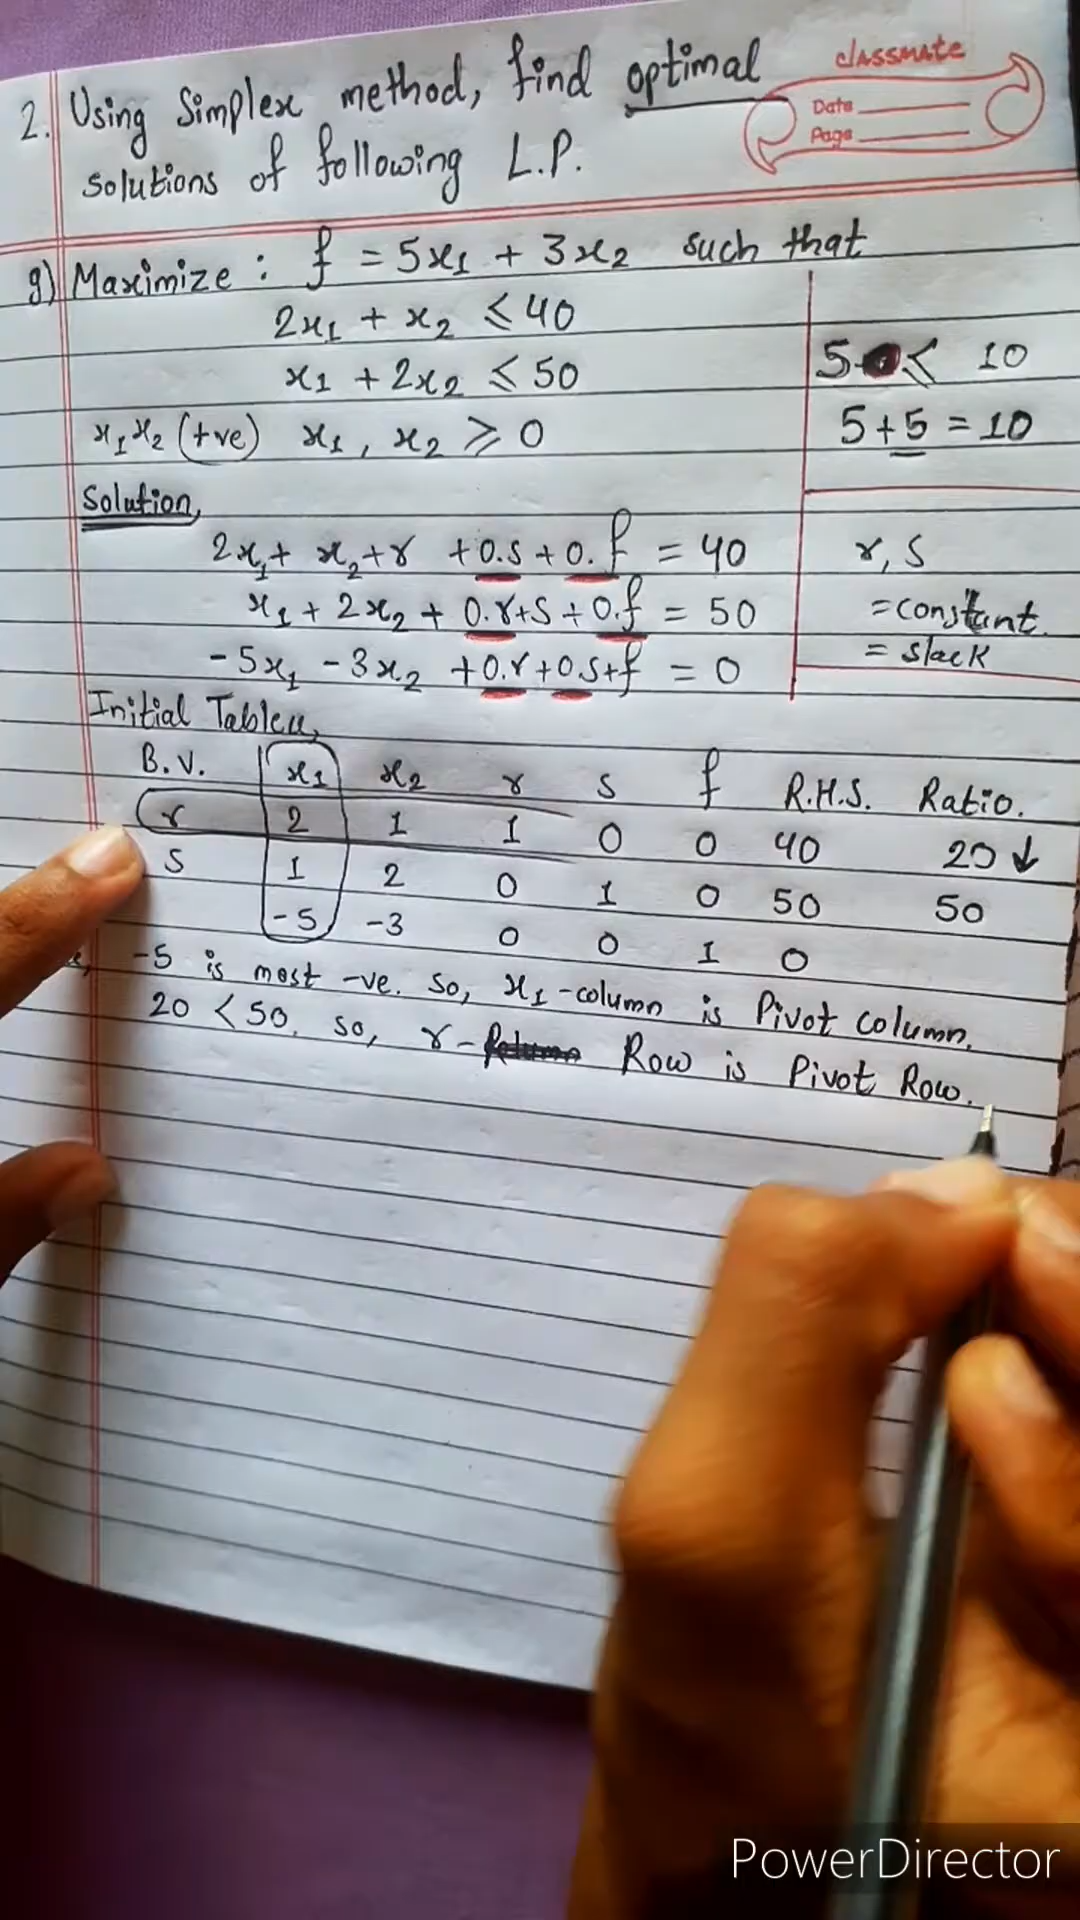 classmate
Date
Page
2. Using Simplex method, find optimal
solutions of following L.P.
g) Maximize : f = 5x₁ + 3x₂ such that
2x₁ + x₂ ≤ 40
x₁ + 2x₂ ≤ 50
x₁ x₂ (+ve) x₁, x₂ ≥ 0
5 < 10
5 + 5 = 10
Solution,
2x₁ + x₂ + r + 0.s + 0.f = 40
x₁ + 2x₂ + 0.r + s + 0.f = 50
-5x₁ - 3x₂ + 0.r + 0.s + f = 0
r, s
= constant.
= slack
Initial Tableu,
B.V. x₁ x₂ r s f R.H.S. Ratio.
r 2 1 1 0 0 40 20 ↓
s 1 2 0 1 0 50 50
-5 -3 0 0 1 0
-5 is most -ve. so, x₁-column is Pivot column.
20 < 50. so, r- Row is Pivot Row.
PowerDirector